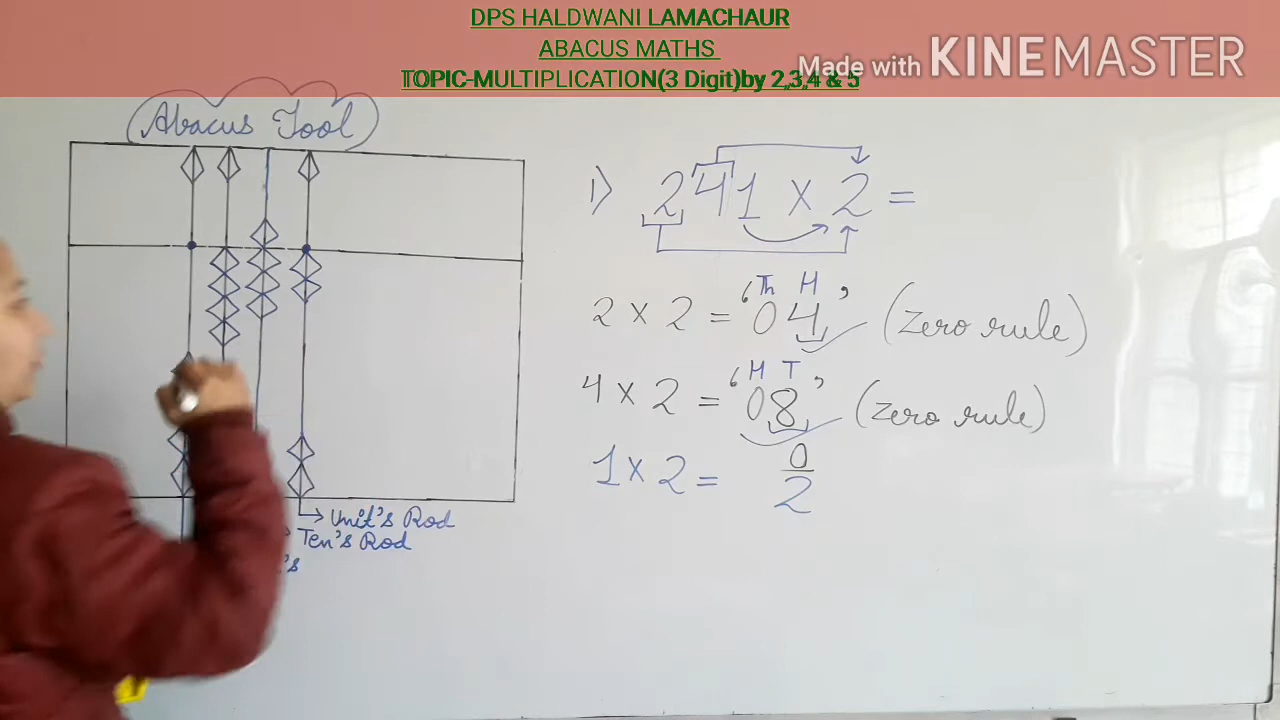 DPS HALDWANI LAMACHAUR
ABACUS MATHS
TOPIC-MULTIPLICATION(3 Digit)by 2,3,4 & 5
Made with KINEMASTER
Abacus Tool
1) 241 x 2 =
Th H
2 x 2 = '04' (zero rule)
H T
4 x 2 = '08' (zero rule)
1 x 2 = 0/2
Unit's Rod
Ten's Rod
's